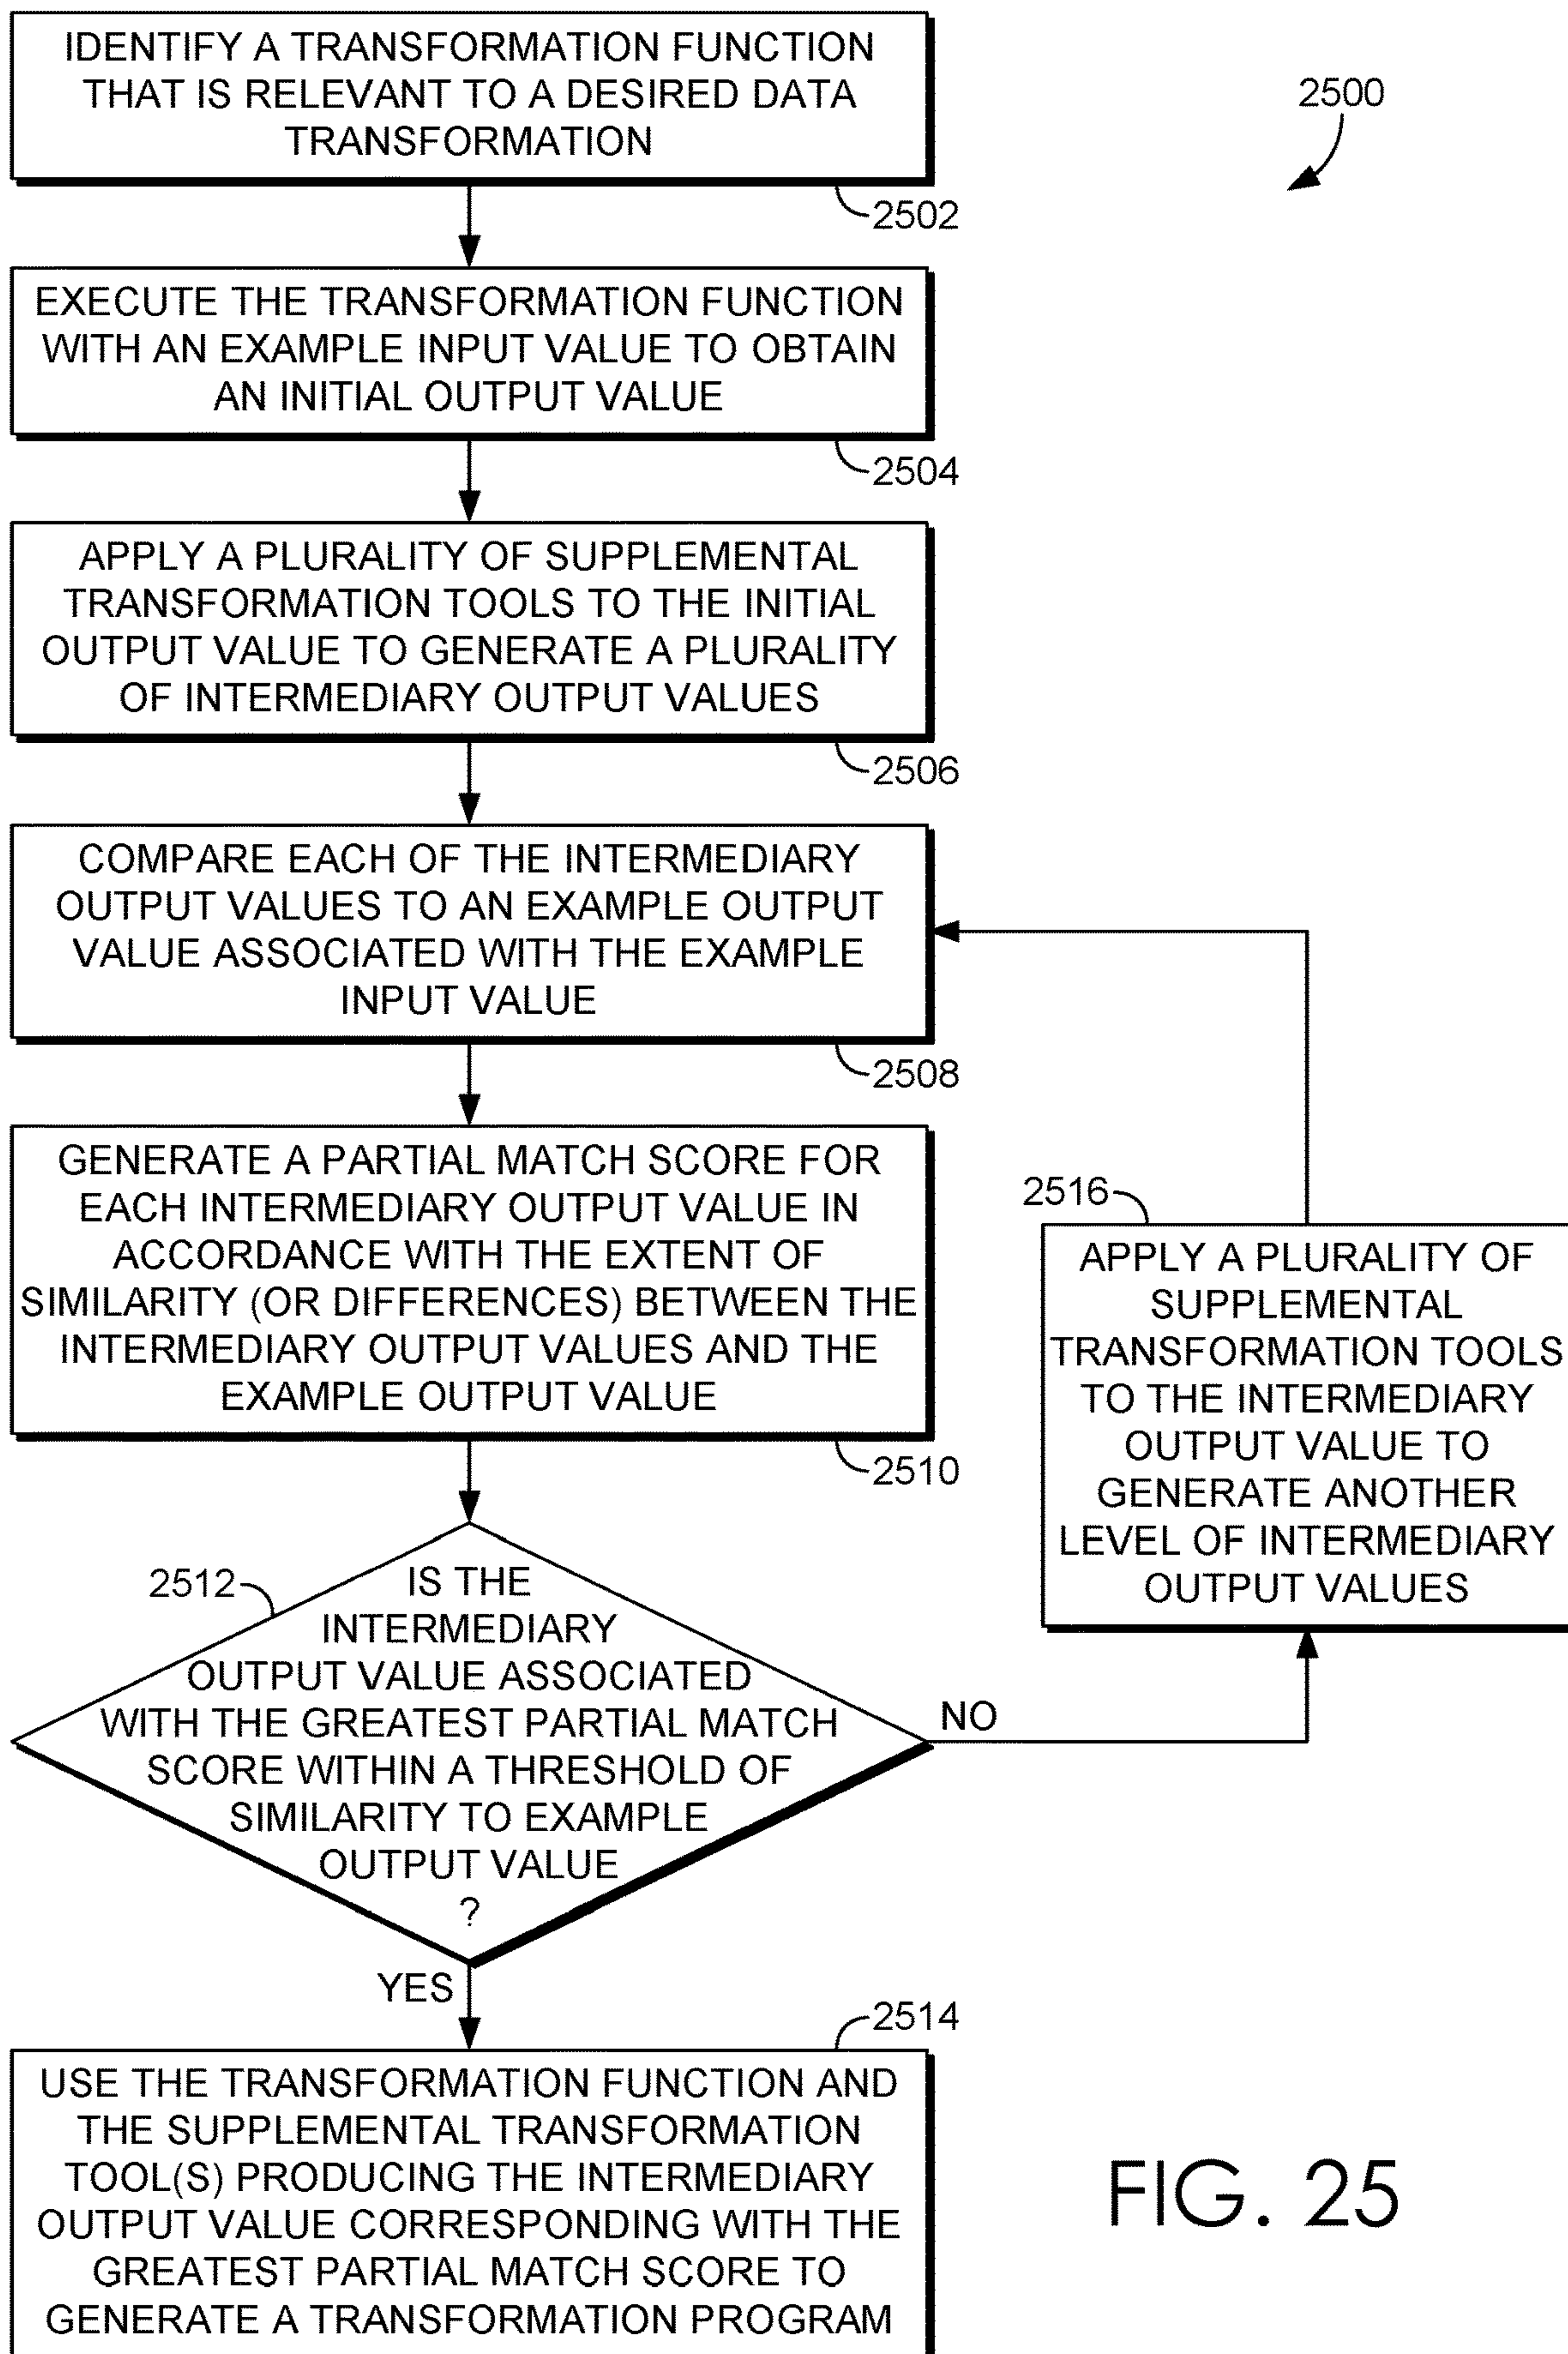 IDENTIFY A TRANSFORMATION FUNCTION
THAT IS RELEVANT TO A DESIRED DATA
TRANSFORMATION
2500
2502
EXECUTE THE TRANSFORMATION FUNCTION
WITH AN EXAMPLE INPUT VALUE TO OBTAIN
AN INITIAL OUTPUT VALUE
2504
APPLY A PLURALITY OF SUPPLEMENTAL
TRANSFORMATION TOOLS TO THE INITIAL
OUTPUT VALUE TO GENERATE A PLURALITY
OF INTERMEDIARY OUTPUT VALUES
2506
COMPARE EACH OF THE INTERMEDIARY
OUTPUT VALUES TO AN EXAMPLE OUTPUT
VALUE ASSOCIATED WITH THE EXAMPLE
INPUT VALUE
2508
GENERATE A PARTIAL MATCH SCORE FOR
EACH INTERMEDIARY OUTPUT VALUE IN
ACCORDANCE WITH THE EXTENT OF
SIMILARITY (OR DIFFERENCES) BETWEEN THE
INTERMEDIARY OUTPUT VALUES AND THE
EXAMPLE OUTPUT VALUE
2510
2512
IS THE
INTERMEDIARY
OUTPUT VALUE ASSOCIATED
WITH THE GREATEST PARTIAL MATCH
SCORE WITHIN A THRESHOLD OF
SIMILARITY TO EXAMPLE
OUTPUT VALUE
?
NO
2516
APPLY A PLURALITY OF
SUPPLEMENTAL
TRANSFORMATION TOOLS
TO THE INTERMEDIARY
OUTPUT VALUE TO
GENERATE ANOTHER
LEVEL OF INTERMEDIARY
OUTPUT VALUES
YES
2514
USE THE TRANSFORMATION FUNCTION AND
THE SUPPLEMENTAL TRANSFORMATION
TOOL(S) PRODUCING THE INTERMEDIARY
OUTPUT VALUE CORRESPONDING WITH THE
GREATEST PARTIAL MATCH SCORE TO
GENERATE A TRANSFORMATION PROGRAM
FIG. 25